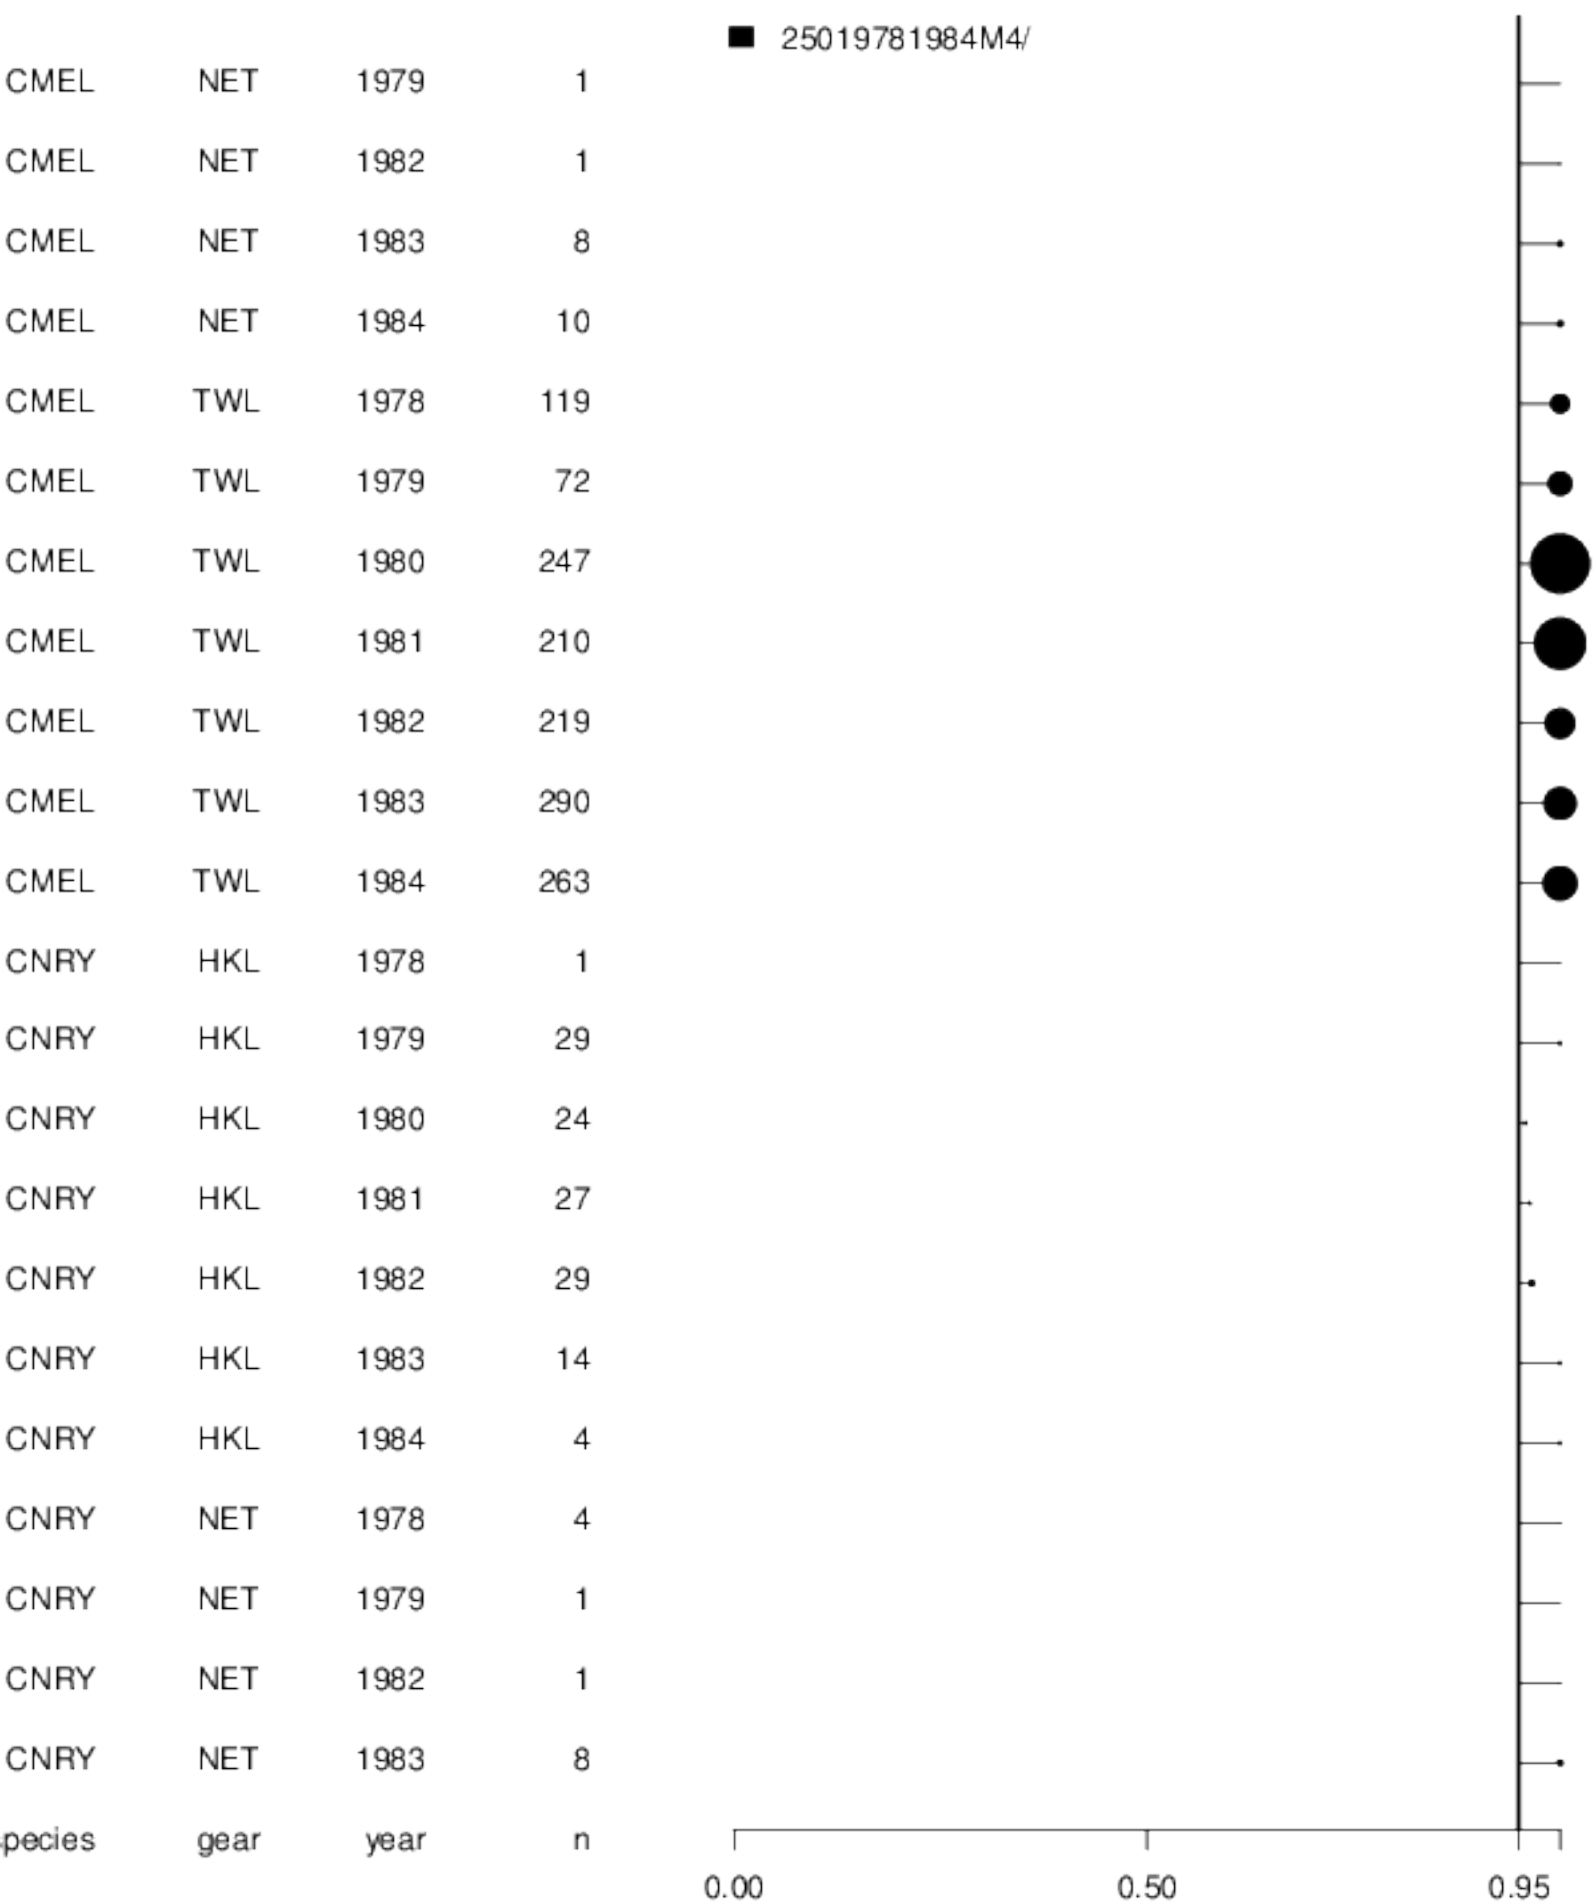 25019781984M4/
CMEL NET 1979 1
CMEL NET 1982 1
CMEL NET 1983 8
CMEL NET 1984 10
CMEL TWL 1978 119
CMEL TWL 1979 72
CMEL TWL 1980 247
CMEL TWL 1981 210
CMEL TWL 1982 219
CMEL TWL 1983 290
CMEL TWL 1984 263
CNRY HKL 1978 1
CNRY HKL 1979 29
CNRY HKL 1980 24
CNRY HKL 1981 27
CNRY HKL 1982 29
CNRY HKL 1983 14
CNRY HKL 1984 4
CNRY NET 1978 4
CNRY NET 1979 1
CNRY NET 1982 1
CNRY NET 1983 8
pecies gear year n
0.00 0.50 0.95